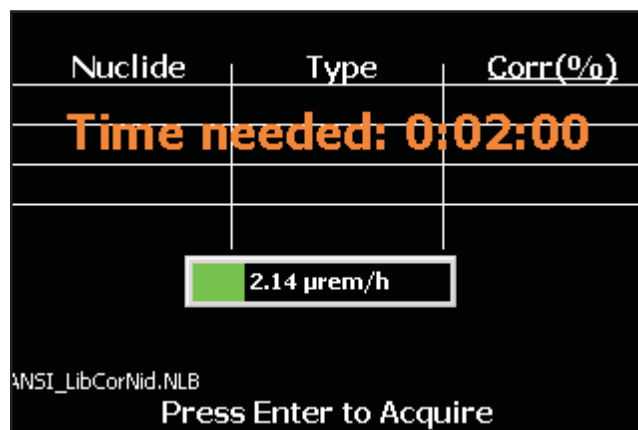 Nuclide Type Corr(%)
Time needed: 0:02:00
2.14 µrem/h
ANSI_LibCorNid.NLB
Press Enter to Acquire